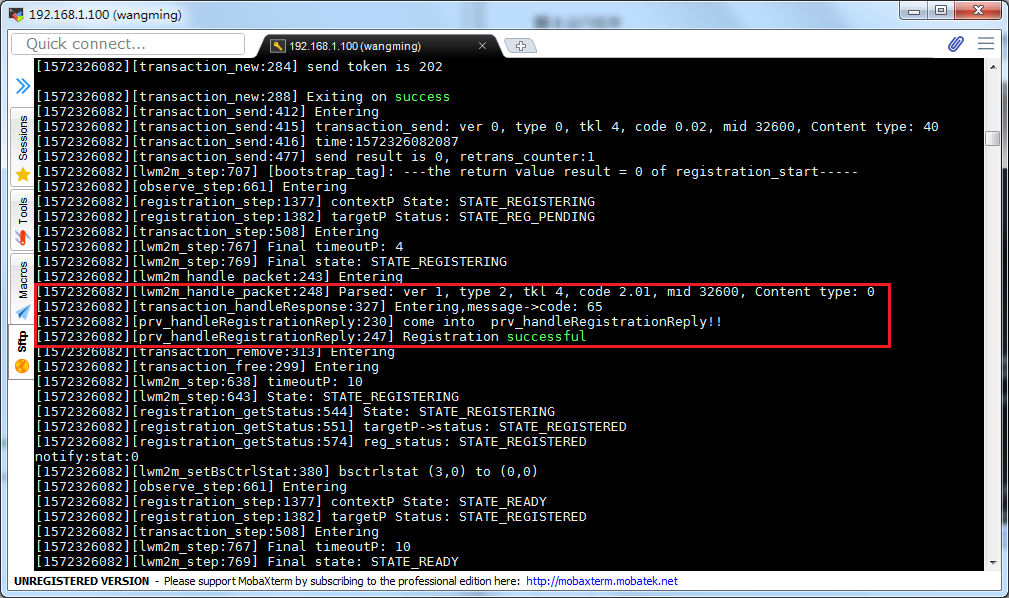 192.168.1.100 (wangming)
Quick connect...
192.168.1.100 (wangming)
Sessions
Tools
Macros
Sftp
[1572326082][transaction_new:284] send token is 202
[1572326082][transaction_new:288] Exiting on success
[1572326082][transaction_send:412] Entering
[1572326082][transaction_send:415] transaction_send: ver 0, type 0, tkl 4, code 0.02, mid 32600, Content type: 40
[1572326082][transaction_send:416] time:1572326082087
[1572326082][transaction_send:477] send result is 0, retrans_counter:1
[1572326082][lwm2m_step:707] [bootstrap_tag]: ---the return value result = 0 of registration_start-----
[1572326082][observe_step:661] Entering
[1572326082][registration_step:1377] contextP State: STATE_REGISTERING
[1572326082][registration_step:1382] targetP Status: STATE_REG_PENDING
[1572326082][transaction_step:508] Entering
[1572326082][lwm2m_step:767] Final timeoutP: 4
[1572326082][lwm2m_step:769] Final state: STATE_REGISTERING
[1572326082][lwm2m_handle_packet:243] Entering
[1572326082][lwm2m_handle_packet:248] Parsed: ver 1, type 2, tkl 4, code 2.01, mid 32600, Content type: 0
[1572326082][transaction_handleResponse:327] Entering,message->code: 65
[1572326082][prv_handleRegistrationReply:230] come into  prv_handleRegistrationReply!!
[1572326082][prv_handleRegistrationReply:247] Registration successful
[1572326082][transaction_remove:313] Entering
[1572326082][transaction_free:299] Entering
[1572326082][lwm2m_step:638] timeoutP: 10
[1572326082][lwm2m_step:643] State: STATE_REGISTERING
[1572326082][registration_getStatus:544] State: STATE_REGISTERING
[1572326082][registration_getStatus:551] targetP->status: STATE_REGISTERED
[1572326082][registration_getStatus:574] reg_status: STATE_REGISTERED
notify:stat:0
[1572326082][lwm2m_setBsCtrlStat:380] bsctrlstat (3,0) to (0,0)
[1572326082][observe_step:661] Entering
[1572326082][registration_step:1377] contextP State: STATE_READY
[1572326082][registration_step:1382] targetP Status: STATE_REGISTERED
[1572326082][transaction_step:508] Entering
[1572326082][lwm2m_step:767] Final timeoutP: 10
[1572326082][lwm2m_step:769] Final state: STATE_READY
UNREGISTERED VERSION - Please support MobaXterm by subscribing to the professional edition here: http://mobaxterm.mobatek.net